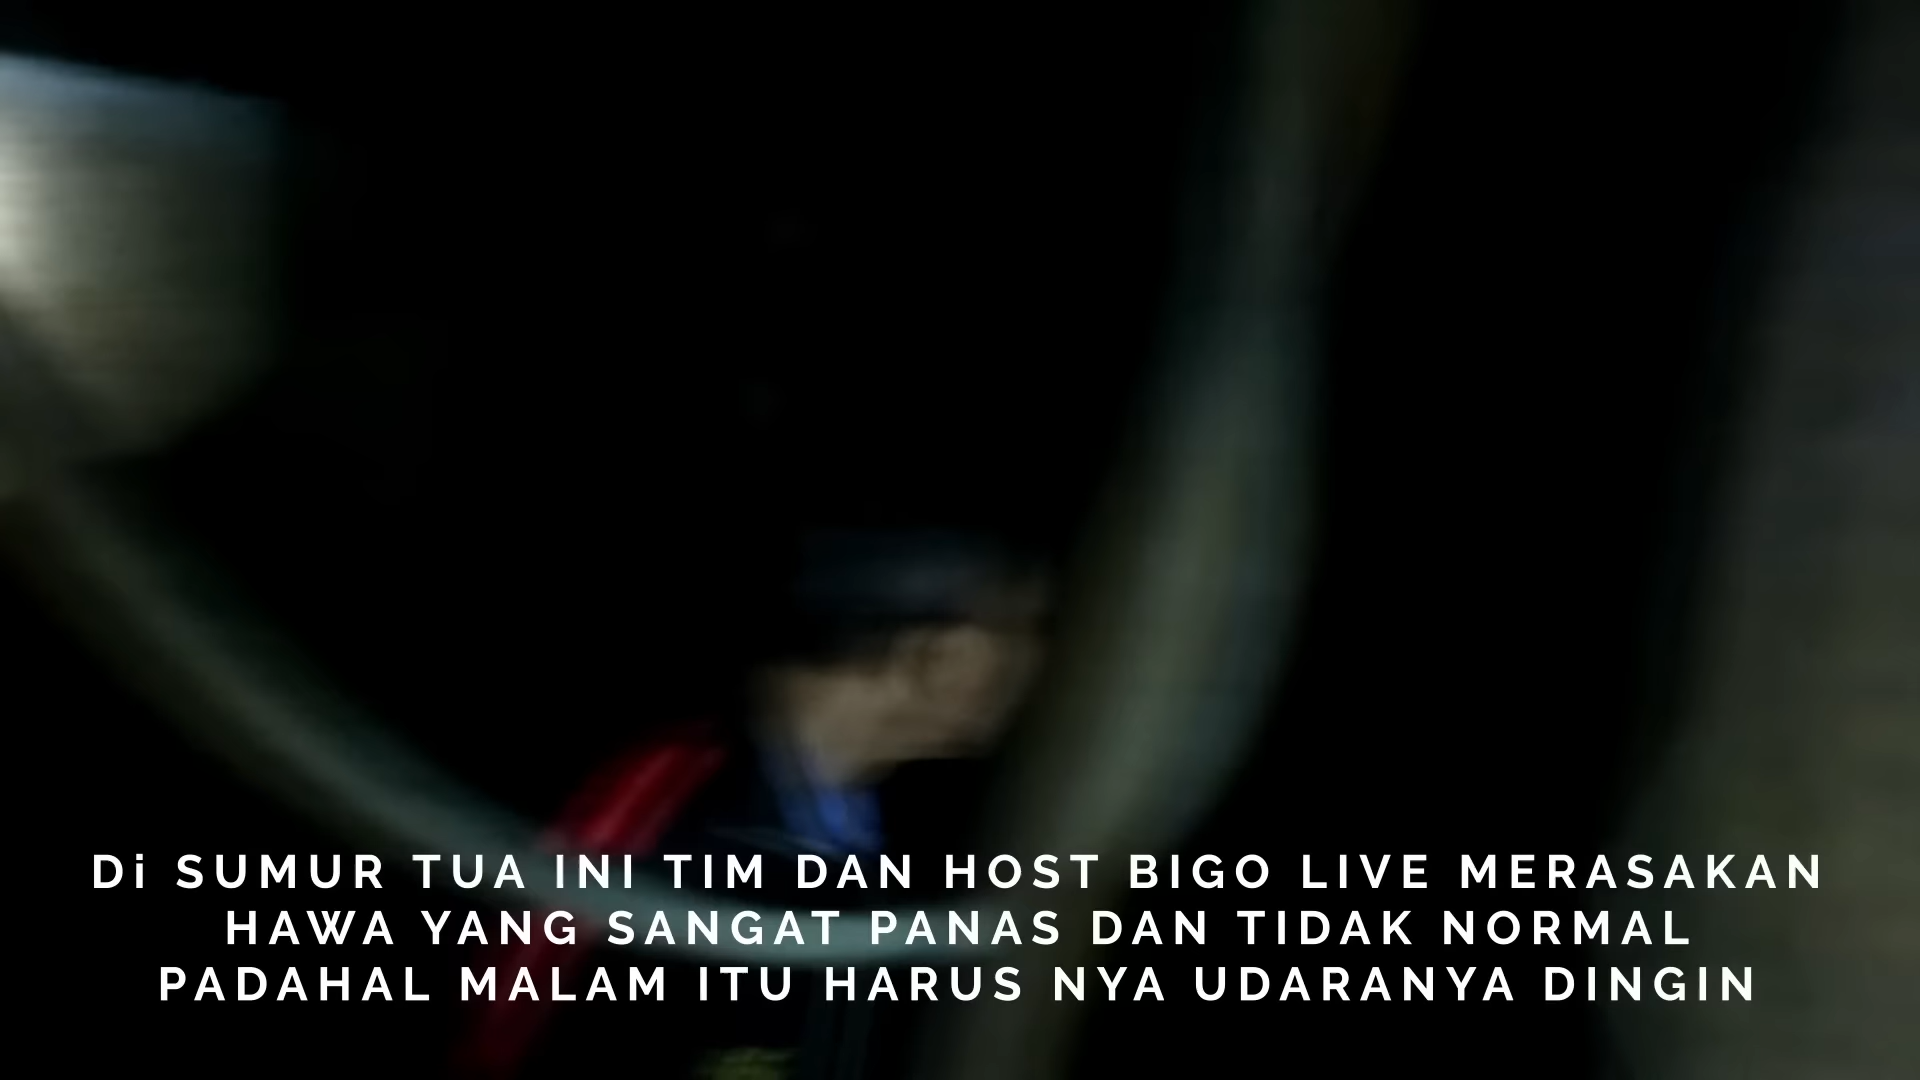 Di SUMUR TUA INI TIM DAN HOST BIGO LIVE MERASAKAN
HAWA YANG SANGAT PANAS DAN TIDAK NORMAL
PADAHAL MALAM ITU HARUS NYA UDARANYA DINGIN